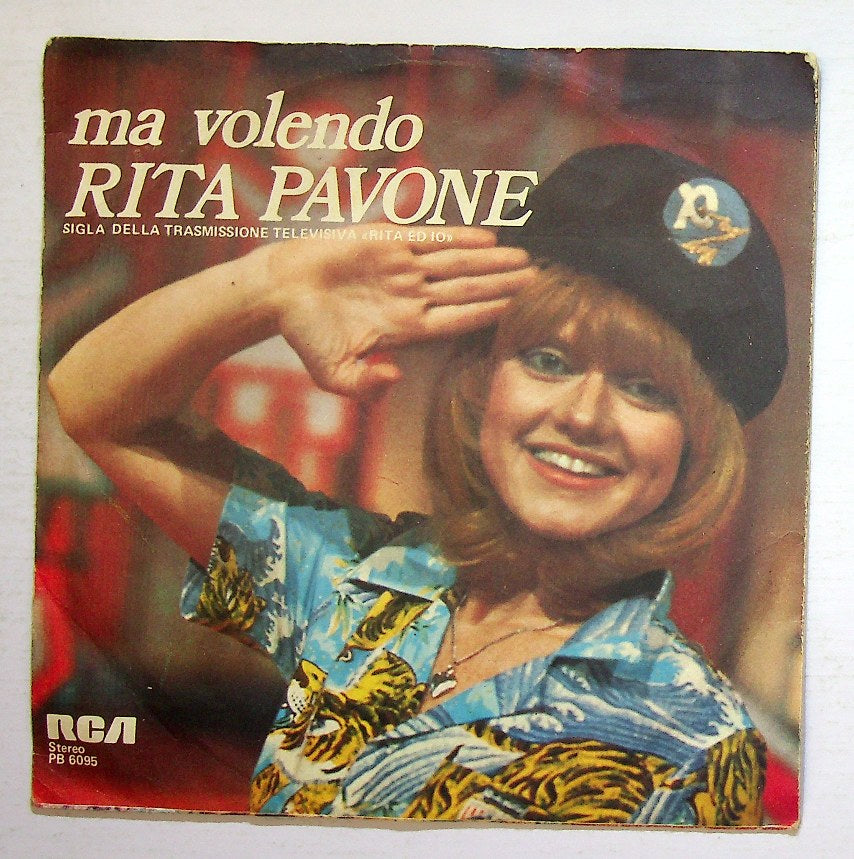 ma volendo
RITA PAVONE
SIGLA DELLA TRASMISSIONE TELEVISIVA «RITA ED IO»
RCA
Stereo
PB 6095